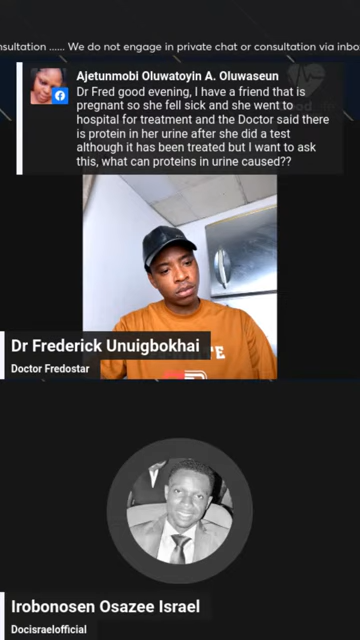 nsultation ...... We do not engage in private chat or consultation via inbo
Ajetunmobi Oluwatoyin A. Oluwaseun
Dr Fred good evening, I have a friend that is
pregnant so she fell sick and she went to
hospital for treatment and the Doctor said there
is protein in her urine after she did a test
although it has been treated but I want to ask
this, what can proteins in urine caused??
Dr Frederick Unuigbokhai
Doctor Fredostar
Irobonosen Osazee Israel
Docisraelofficial